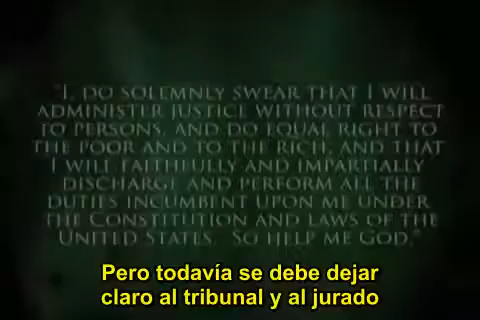 "I, DO SOLEMNLY SWEAR THAT I WILL
ADMINISTER JUSTICE WITHOUT RESPECT
TO PERSONS, AND DO EQUAL RIGHT TO
THE POOR AND TO THE RICH, AND THAT
I WILL FAITHFULLY AND IMPARTIALLY
DISCHARGE AND PERFORM ALL THE
DUTIES INCUMBENT UPON ME UNDER
THE CONSTITUTION AND LAWS OF THE
UNITED STATES. SO HELP ME GOD."
Pero todavía se debe dejar
claro al tribunal y al jurado